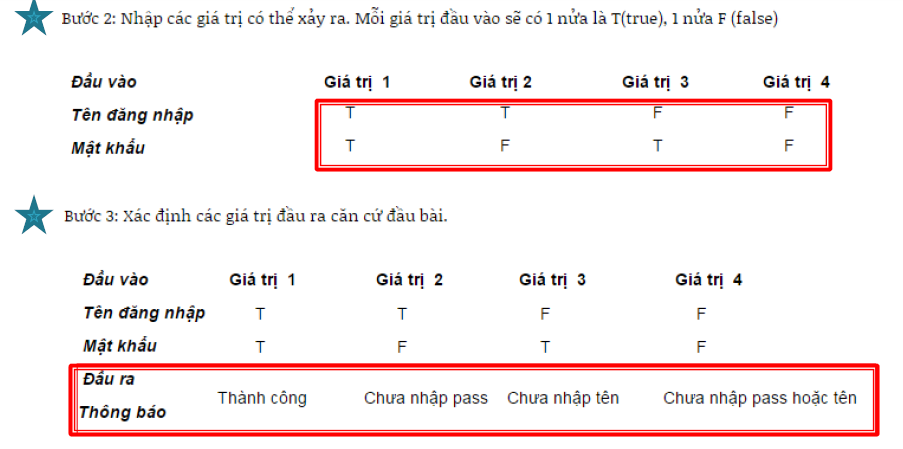 Bước 2: Nhập các giá trị có thể xảy ra. Mỗi giá trị đầu vào sẽ có 1 nửa là T(true), 1 nửa F (false)
Đầu vào Giá trị 1 Giá trị 2 Giá trị 3 Giá trị 4
Tên đăng nhập T T F F
Mật khẩu T F T F
Bước 3: Xác định các giá trị đầu ra căn cứ đầu bài.
Đầu vào Giá trị 1 Giá trị 2 Giá trị 3 Giá trị 4
Tên đăng nhập T T F F
Mật khẩu T F T F
Đầu ra
Thông báo Thành công Chưa nhập pass Chưa nhập tên Chưa nhập pass hoặc tên